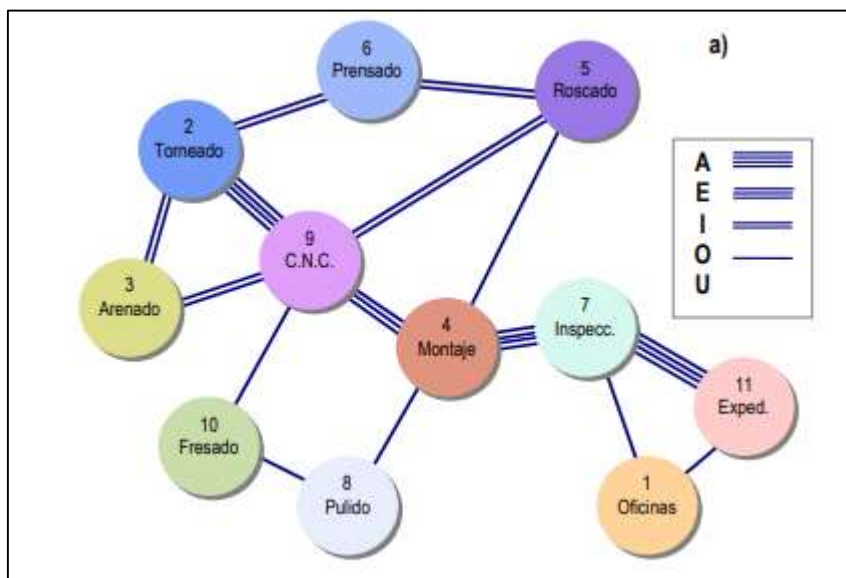 a)
6
Prensado
5
Roscado
2
Torneado
A
E
I
O
U
9
C.N.C.
3
Arenado
7
Inspecc.
4
Montaje
11
Exped.
10
Fresado
8
Pulido
1
Oficinas